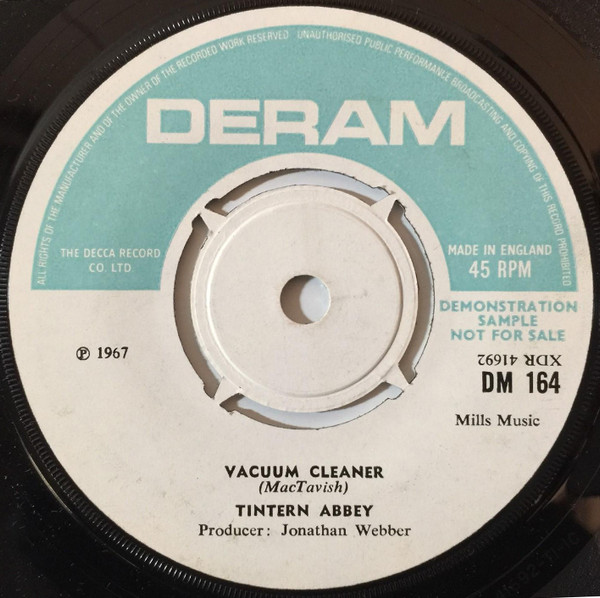 ALL RIGHTS OF THE MANUFACTURER AND OF THE OWNER OF THE RECORDED WORK RESERVED UNAUTHORISED PUBLIC PERFORMANCE BROADCASTING AND COPYING OF THIS RECORD PROHIBITED
DERAM
THE DECCA RECORD
CO. LTD
MADE IN ENGLAND
45 RPM
DEMONSTRATION
SAMPLE
NOT FOR SALE
℗ 1967
XDR 41692
DM 164
Mills Music
VACUUM CLEANER
(MacTavish)
TINTERN ABBEY
Producer: Jonathan Webber